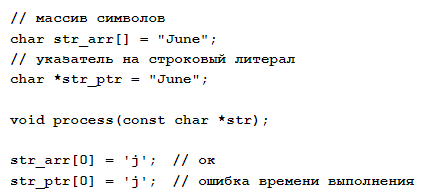 // массив символов
char str_arr[] = "June";
// указатель на строковый литерал
char *str_ptr = "June";
void process(const char *str);
str_arr[0] = 'j';  // ок
str_ptr[0] = 'j';  // ошибка времени выполнения